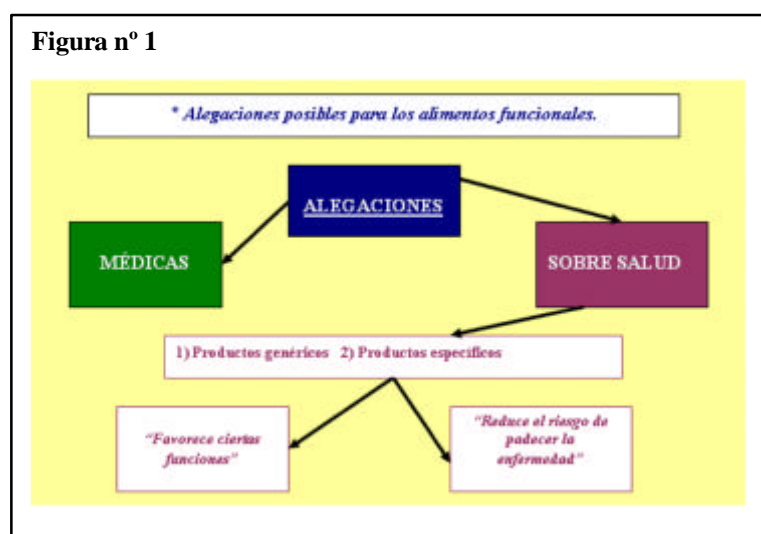 Figura nº 1
* Alegaciones posibles para los alimentos funcionales.
ALEGACIONES
MÉDICAS
SOBRE SALUD
1) Productos genéricos 2) Productos específicos
“Favorece ciertas
funciones”
“Reduce el riesgo de
padecer la
enfermedad”